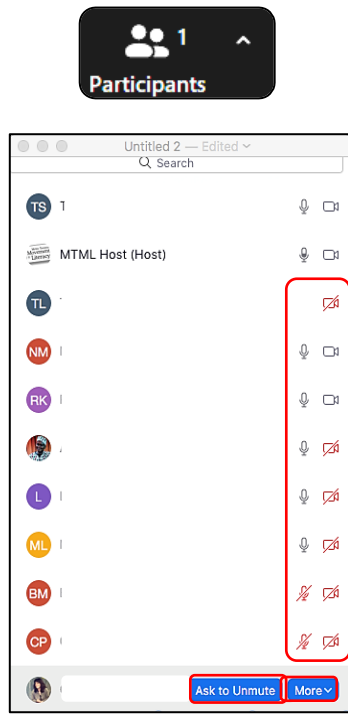 1
Participants
Untitled 2 — Edited
Search
TS
MTML Host (Host)
TL
NM
RK
L
ML
BM
CP
Ask to Unmute More